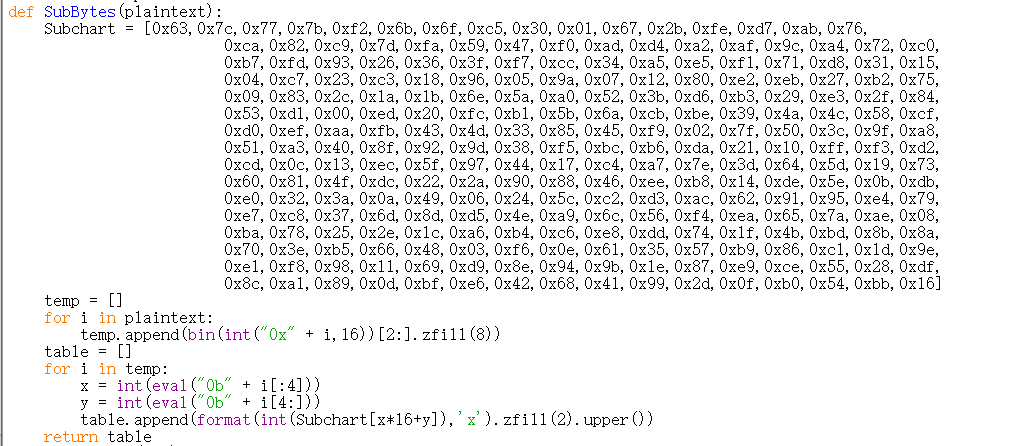 def SubBytes(plaintext):
    Subchart = [0x63,0x7c,0x77,0x7b,0xf2,0x6b,0x6f,0xc5,0x30,0x01,0x67,0x2b,0xfe,0xd7,0xab,0x76,
                0xca,0x82,0xc9,0x7d,0xfa,0x59,0x47,0xf0,0xad,0xd4,0xa2,0xaf,0x9c,0xa4,0x72,0xc0,
                0xb7,0xfd,0x93,0x26,0x36,0x3f,0xf7,0xcc,0x34,0xa5,0xe5,0xf1,0x71,0xd8,0x31,0x15,
                0x04,0xc7,0x23,0xc3,0x18,0x96,0x05,0x9a,0x07,0x12,0x80,0xe2,0xeb,0x27,0xb2,0x75,
                0x09,0x83,0x2c,0x1a,0x1b,0x6e,0x5a,0xa0,0x52,0x3b,0xd6,0xb3,0x29,0xe3,0x2f,0x84,
                0x53,0xd1,0x00,0xed,0x20,0xfc,0xb1,0x5b,0x6a,0xcb,0xbe,0x39,0x4a,0x4c,0x58,0xcf,
                0xd0,0xef,0xaa,0xfb,0x43,0x4d,0x33,0x85,0x45,0xf9,0x02,0x7f,0x50,0x3c,0x9f,0xa8,
                0x51,0xa3,0x40,0x8f,0x92,0x9d,0x38,0xf5,0xbc,0xb6,0xda,0x21,0x10,0xff,0xf3,0xd2,
                0xcd,0x0c,0x13,0xec,0x5f,0x97,0x44,0x17,0xc4,0xa7,0x7e,0x3d,0x64,0x5d,0x19,0x73,
                0x60,0x81,0x4f,0xdc,0x22,0x2a,0x90,0x88,0x46,0xee,0xb8,0x14,0xde,0x5e,0x0b,0xdb,
                0xe0,0x32,0x3a,0x0a,0x49,0x06,0x24,0x5c,0xc2,0xd3,0xac,0x62,0x91,0x95,0xe4,0x79,
                0xe7,0xc8,0x37,0x6d,0x8d,0xd5,0x4e,0xa9,0x6c,0x56,0xf4,0xea,0x65,0x7a,0xae,0x08,
                0xba,0x78,0x25,0x2e,0x1c,0xa6,0xb4,0xc6,0xe8,0xdd,0x74,0x1f,0x4b,0xbd,0x8b,0x8a,
                0x70,0x3e,0xb5,0x66,0x48,0x03,0xf6,0x0e,0x61,0x35,0x57,0xb9,0x86,0xc1,0x1d,0x9e,
                0xe1,0xf8,0x98,0x11,0x69,0xd9,0x8e,0x94,0x9b,0x1e,0x87,0xe9,0xce,0x55,0x28,0xdf,
                0x8c,0xa1,0x89,0x0d,0xbf,0xe6,0x42,0x68,0x41,0x99,0x2d,0x0f,0xb0,0x54,0xbb,0x16]
    temp = []
    for i in plaintext:
        temp.append(bin(int("0x" + i,16))[2:].zfill(8))
    table = []
    for i in temp:
        x = int(eval("0b" + i[:4]))
        y = int(eval("0b" + i[4:]))
        table.append(format(int(Subchart[x*16+y]),'x').zfill(2).upper())
    return table